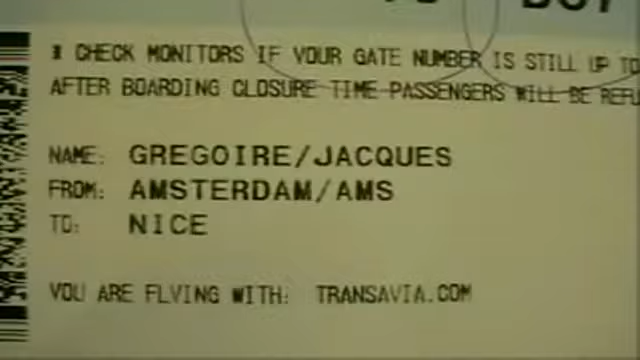 * CHECK MONITORS IF YOUR GATE NUMBER IS STILL UP TO
AFTER BOARDING CLOSURE TIME PASSENGERS WILL BE REFU
NAME: GREGOIRE/JACQUES
FROM: AMSTERDAM/AMS
TO: NICE
YOU ARE FLYING WITH: TRANSAVIA.COM